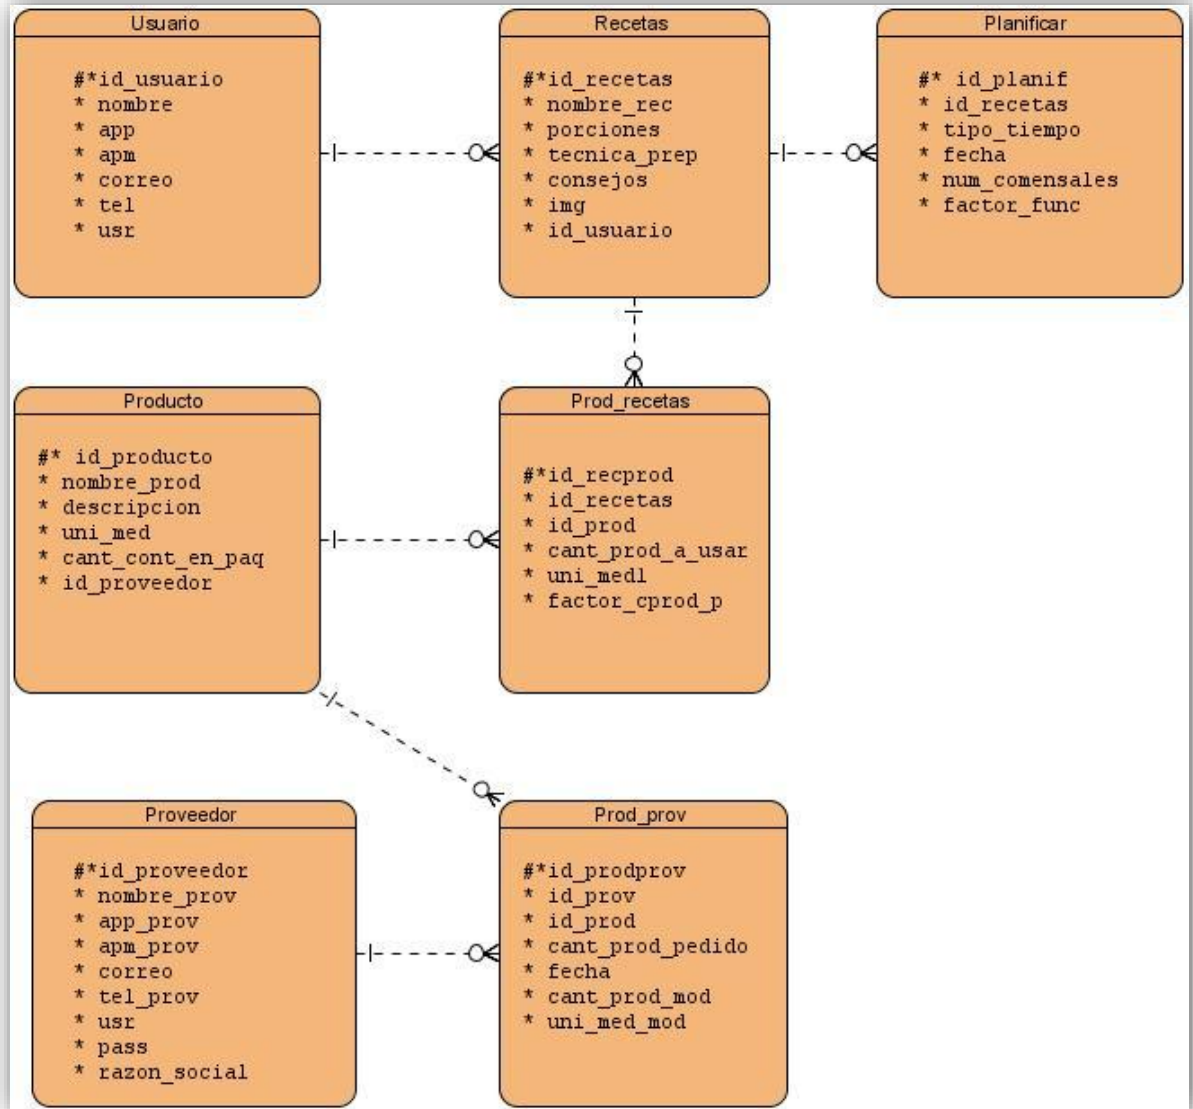 Usuario
#*id_usuario
* nombre
* app
* apm
* correo
* tel
* usr
Recetas
#*id_recetas
* nombre_rec
* porciones
* tecnica_prep
* consejos
* img
* id_usuario
Planificar
#* id_planif
* id_recetas
* tipo_tiempo
* fecha
* num_comensales
* factor_func
Producto
#* id_producto
* nombre_prod
* descripcion
* uni_med
* cant_cont_en_paq
* id_proveedor
Prod_recetas
#*id_recprod
* id_recetas
* id_prod
* cant_prod_a_usar
* uni_med1
* factor_cprod_p
Proveedor
#*id_proveedor
* nombre_prov
* app_prov
* apm_prov
* correo
* tel_prov
* usr
* pass
* razon_social
Prod_prov
#*id_prodprov
* id_prov
* id_prod
* cant_prod_pedido
* fecha
* cant_prod_mod
* uni_med_mod